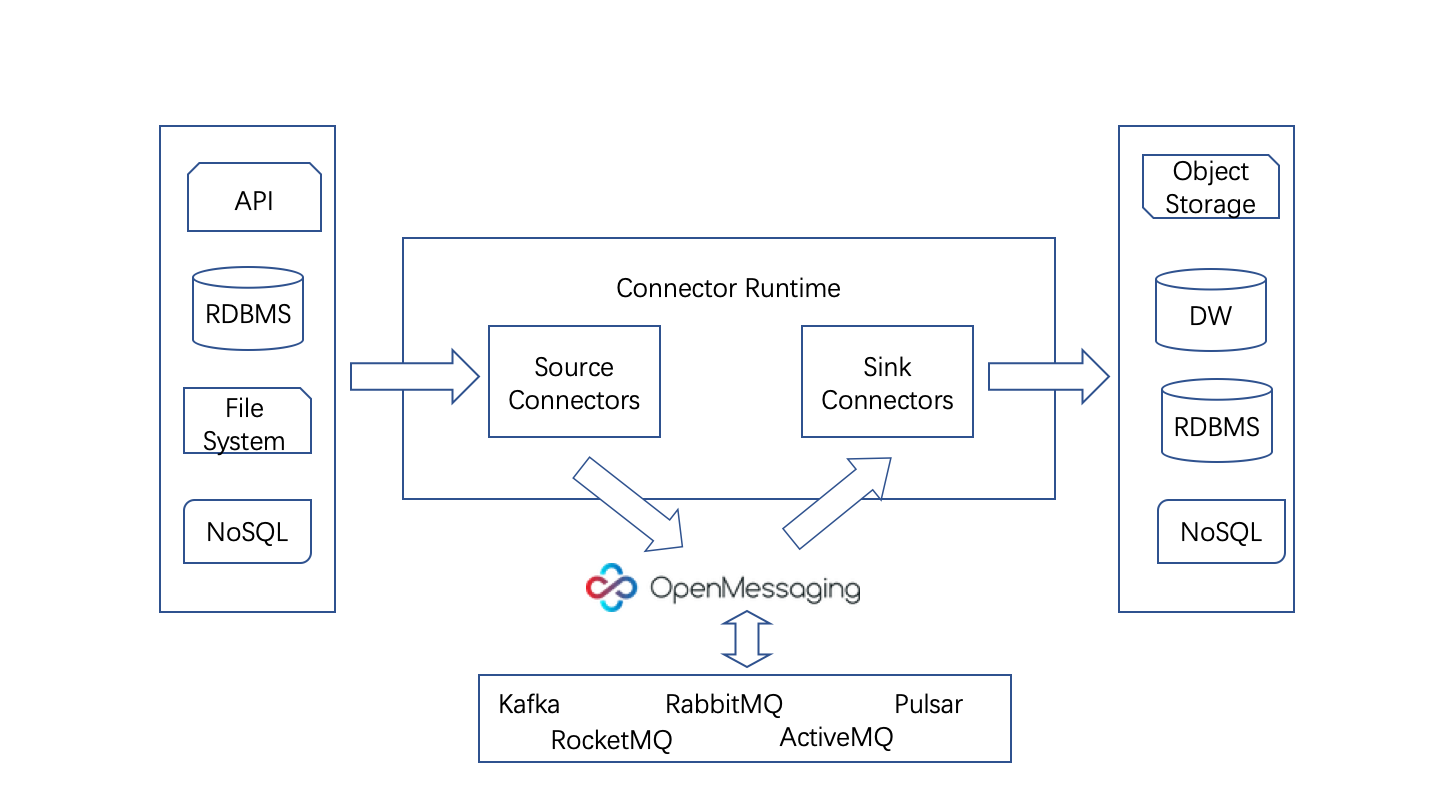 API
RDBMS
File
System
NoSQL
Connector Runtime
Source
Connectors
Sink
Connectors
OpenMessaging
Kafka
RabbitMQ
Pulsar
RocketMQ
ActiveMQ
Object
Storage
DW
RDBMS
NoSQL